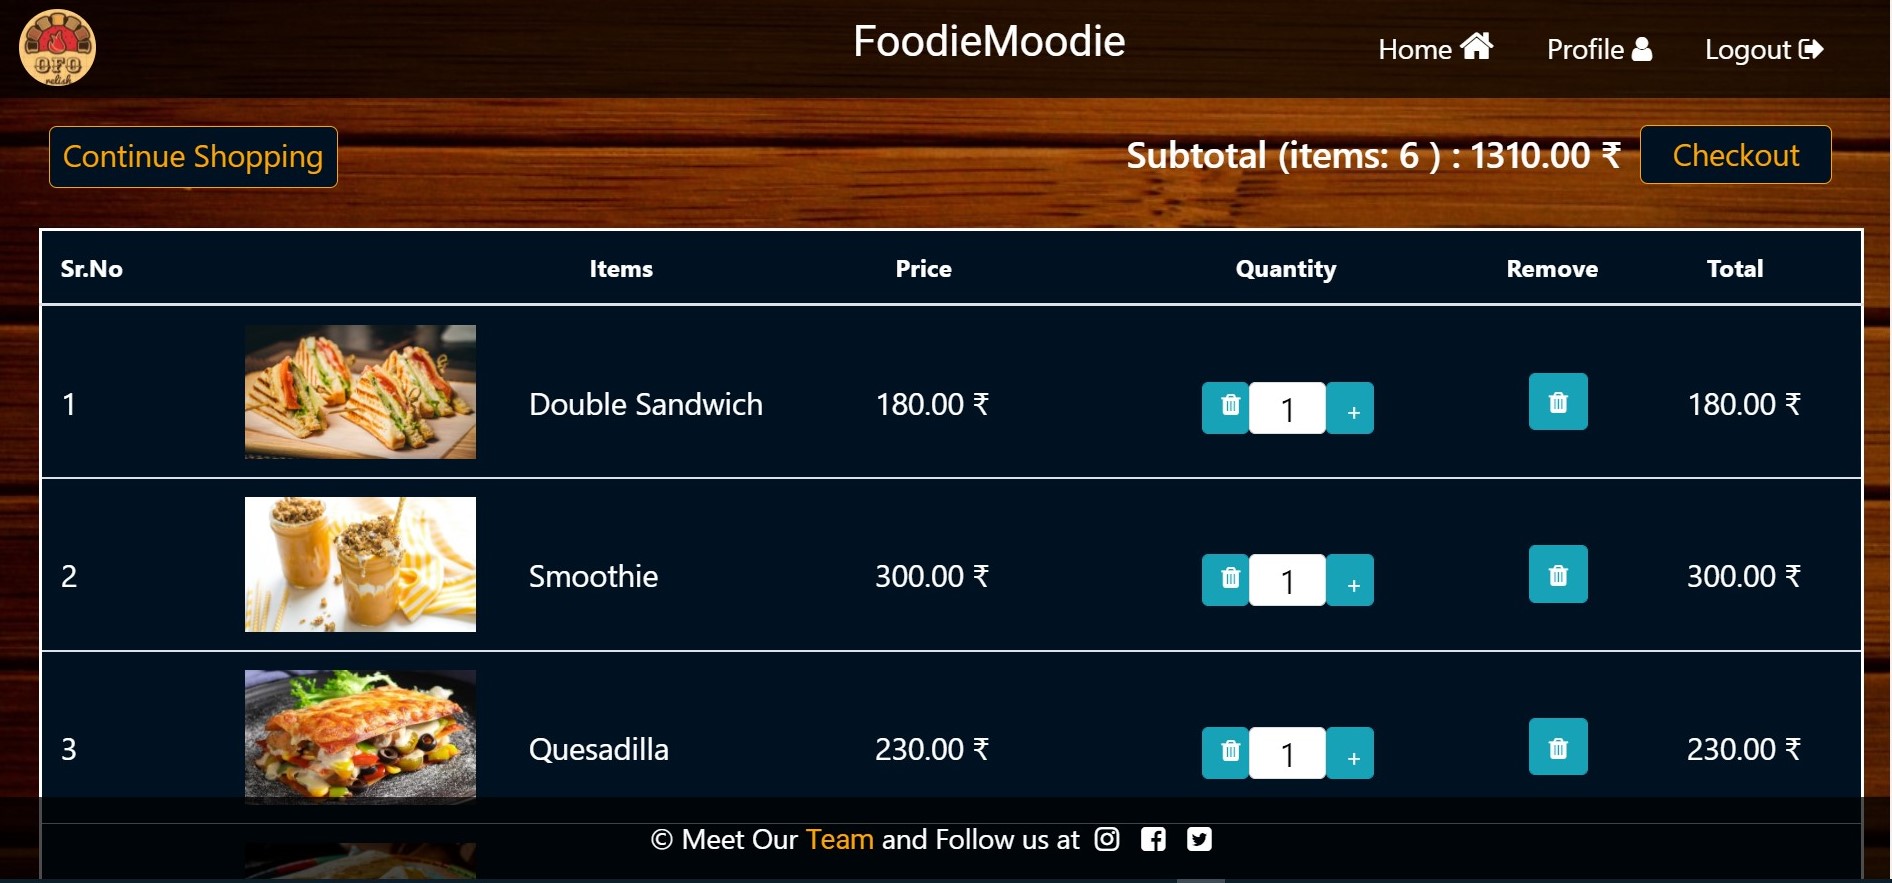 OFO
relish
FoodieMoodie
Home Profile Logout
Continue Shopping
Subtotal (items: 6 ) : 1310.00 ₹ Checkout
Sr.No Items Price Quantity Remove Total
1 Double Sandwich 180.00 ₹ 1 + 180.00 ₹
2 Smoothie 300.00 ₹ 1 + 300.00 ₹
3 Quesadilla 230.00 ₹ 1 + 230.00 ₹
© Meet Our Team and Follow us at